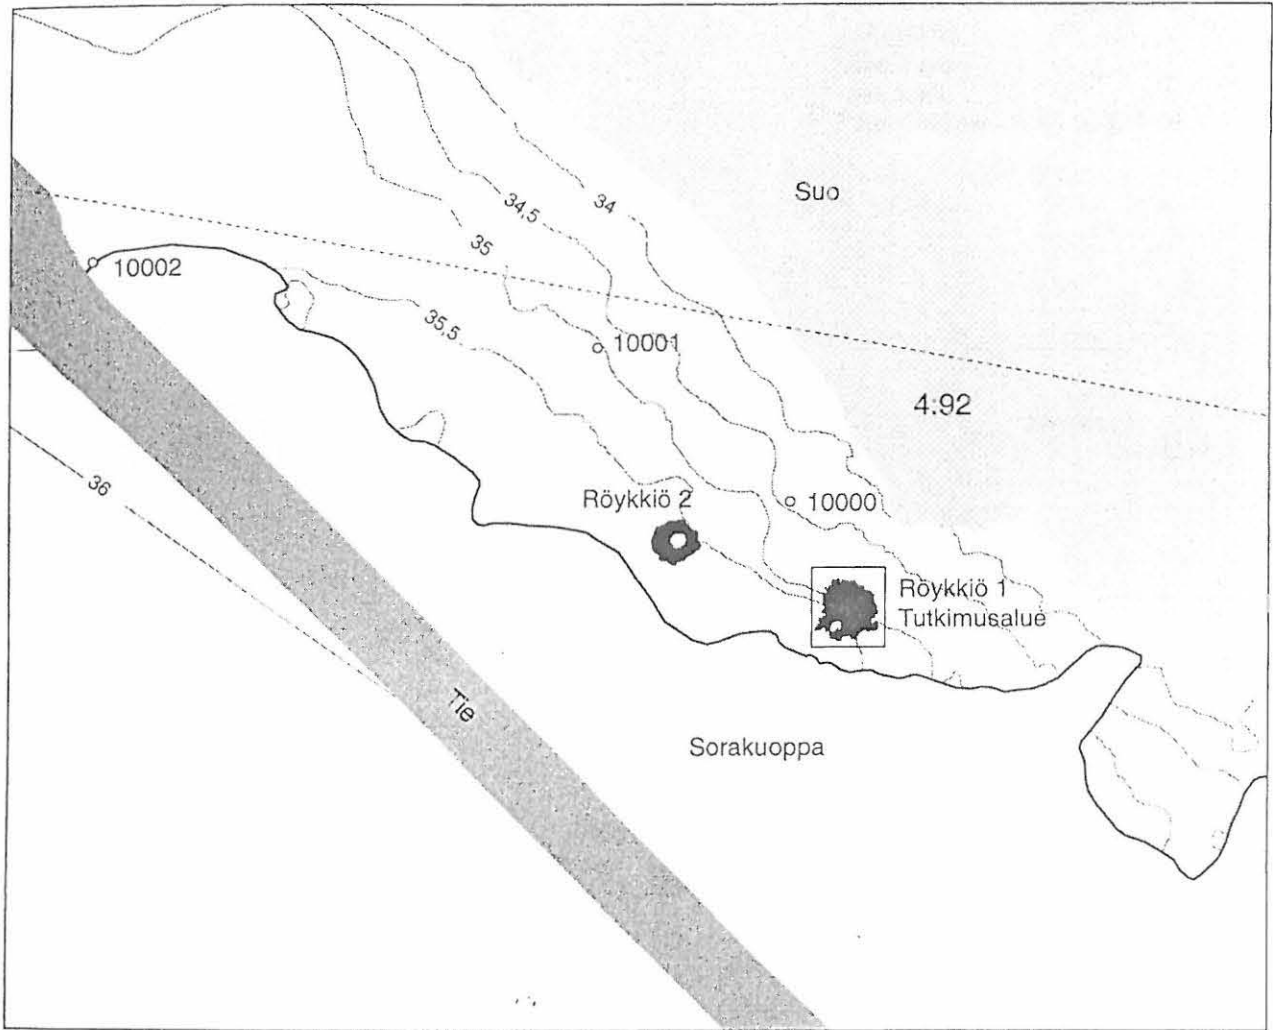 Suo
34
34,5
35
10002
35,5
10001
4:92
36
Röykkiö 2
10000
Röykkiö 1
Tutkimusalue
Tie
Sorakuoppa